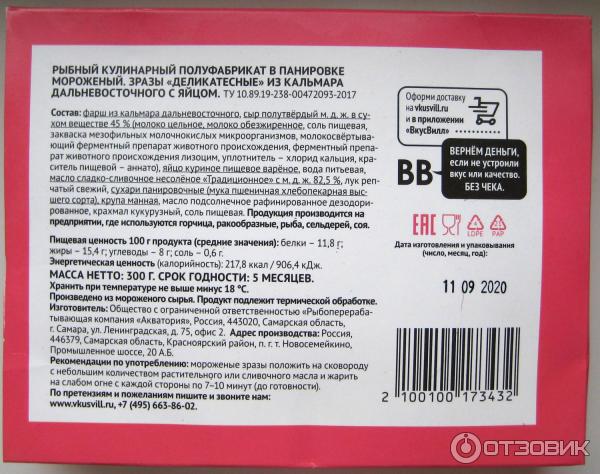 РЫБНЫЙ КУЛИНАРНЫЙ ПОЛУФАБРИКАТ В ПАНИРОВКЕ
МОРОЖЕНЫЙ. ЗРАЗЫ «ДЕЛИКАТЕСНЫЕ» ИЗ КАЛЬМАРА
ДАЛЬНЕВОСТОЧНОГО С ЯЙЦОМ. ТУ 10.89.19-238-00472093-2017
Состав: фарш из кальмара дальневосточного, сыр полутвёрдый м. д. ж. в су-
хом веществе 45 % (молоко цельное, молоко обезжиренное, соль пищевая,
закваска мезофильных молочнокислых микроорганизмов, молокосвёртыва-
ющий ферментный препарат животного происхождения, ферментный препа-
рат животного происхождения лизоцим, уплотнитель – хлорид кальция, кра-
ситель пищевой – аннато), яйцо куриное пищевое варёное, вода питьевая,
масло сладко-сливочное несолёное «Традиционное» с м. д. ж. 82,5 %, лук реп-
чатый свежий, сухари панировочные (мука пшеничная хлебопекарная выс-
шего сорта), крупа манная, масло подсолнечное рафинированное дезодори-
рованное, крахмал кукурузный, соль пищевая. Продукция производится на
предприятии, где используются горчица, ракообразные, рыба, сельдерей, соя.
Пищевая ценность 100 г продукта (средние значения): белки – 11,8 г;
жиры – 15,4 г; углеводы – 8 г; соль – 0,6 г.
Энергетическая ценность (калорийность): 217,8 ккал / 906,4 кДж.
МАССА НЕТТО: 300 Г. СРОК ГОДНОСТИ: 5 МЕСЯЦЕВ.
Хранить при температуре не выше минус 18 °С.
Произведено из мороженого сырья. Продукт подлежит термической обработке.
Изготовитель: Общество с ограниченной ответственностью «Рыбоперераба-
тывающая компания «Акватория», Россия, 443020, Самарская область,
г. Самара, ул. Ленинградская, д. 75, офис 2. Адрес производства: Россия,
446379, Самарская область, Красноярский район, п. г. т. Новосемейкино,
Промышленное шоссе, 20 А.Б.
Рекомендации по употреблению: мороженые зразы положить на сковороду
с небольшим количеством растительного или сливочного масла и жарить
на слабом огне с каждой стороны по 7–10 минут (до готовности).
По претензиям и пожеланиям пишите и звоните нам:
www.vkusvill.ru, +7 (495) 663-86-02.
Оформи доставку
на vkusvill.ru
и в приложении
«ВкусВилл»
ВВ
ВЕРНЁМ ДЕНЬГИ,
если не устроили
вкус или качество.
БЕЗ ЧЕКА.
ЕАС
4
LDPE
21
PAP
Дата изготовления и упаковывания
(число, месяц, год):
11 09 2020
2 100100 173432
ОТЗОВИК